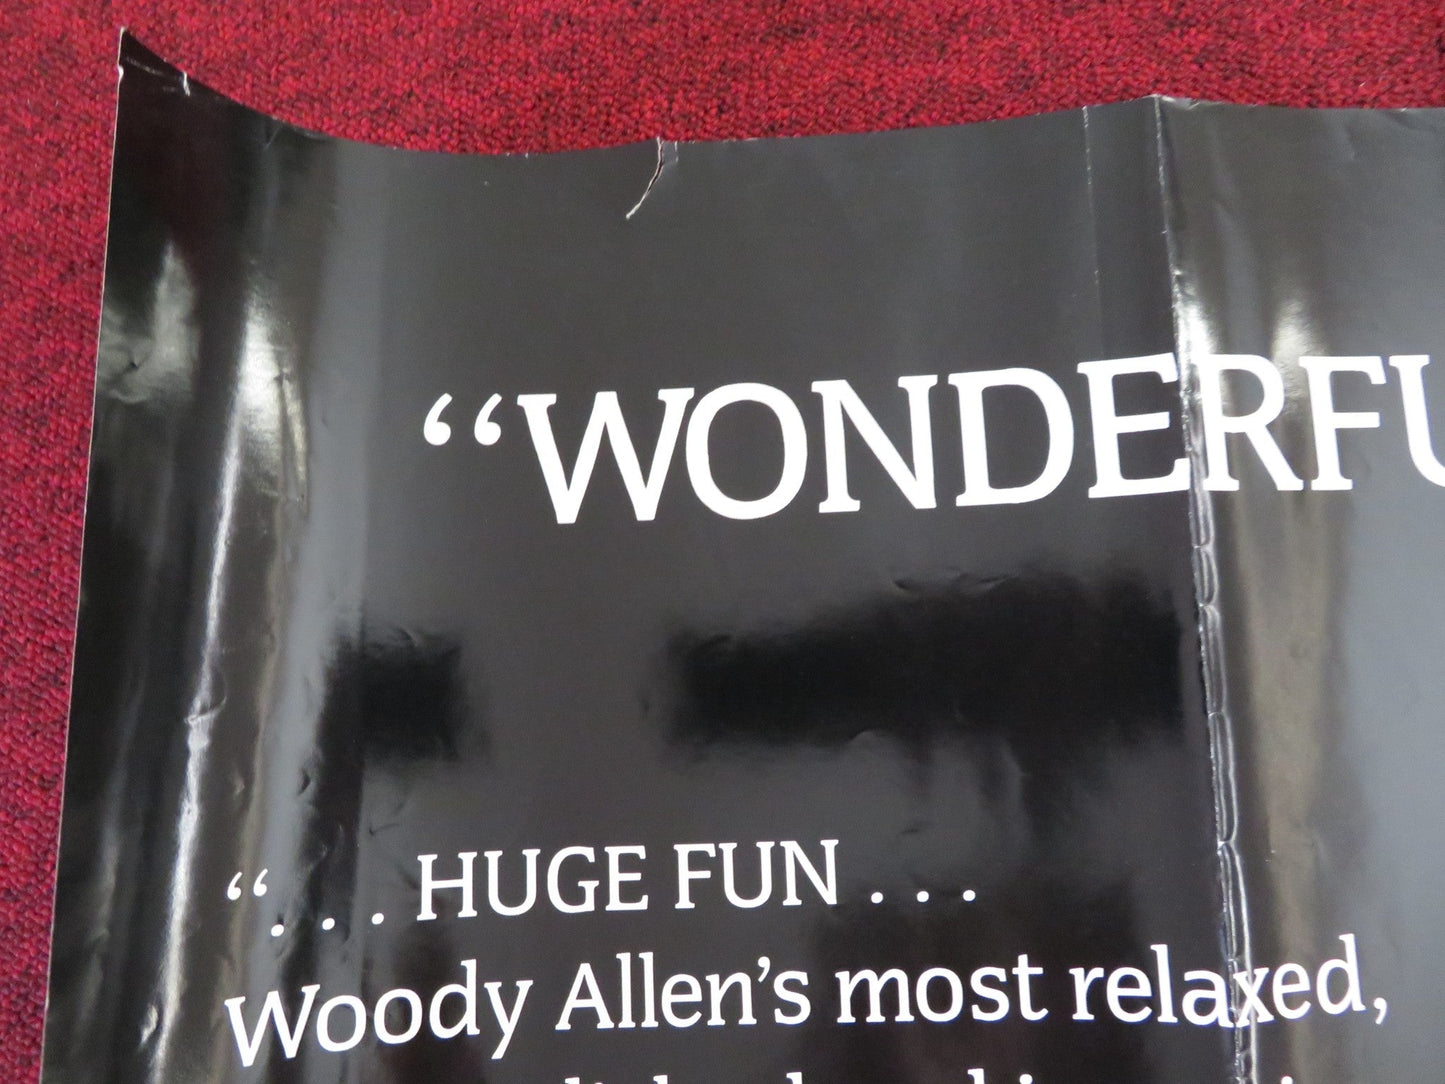 “WONDERFU
“. . . HUGE FUN . . .
Woody Allen’s most relaxed,